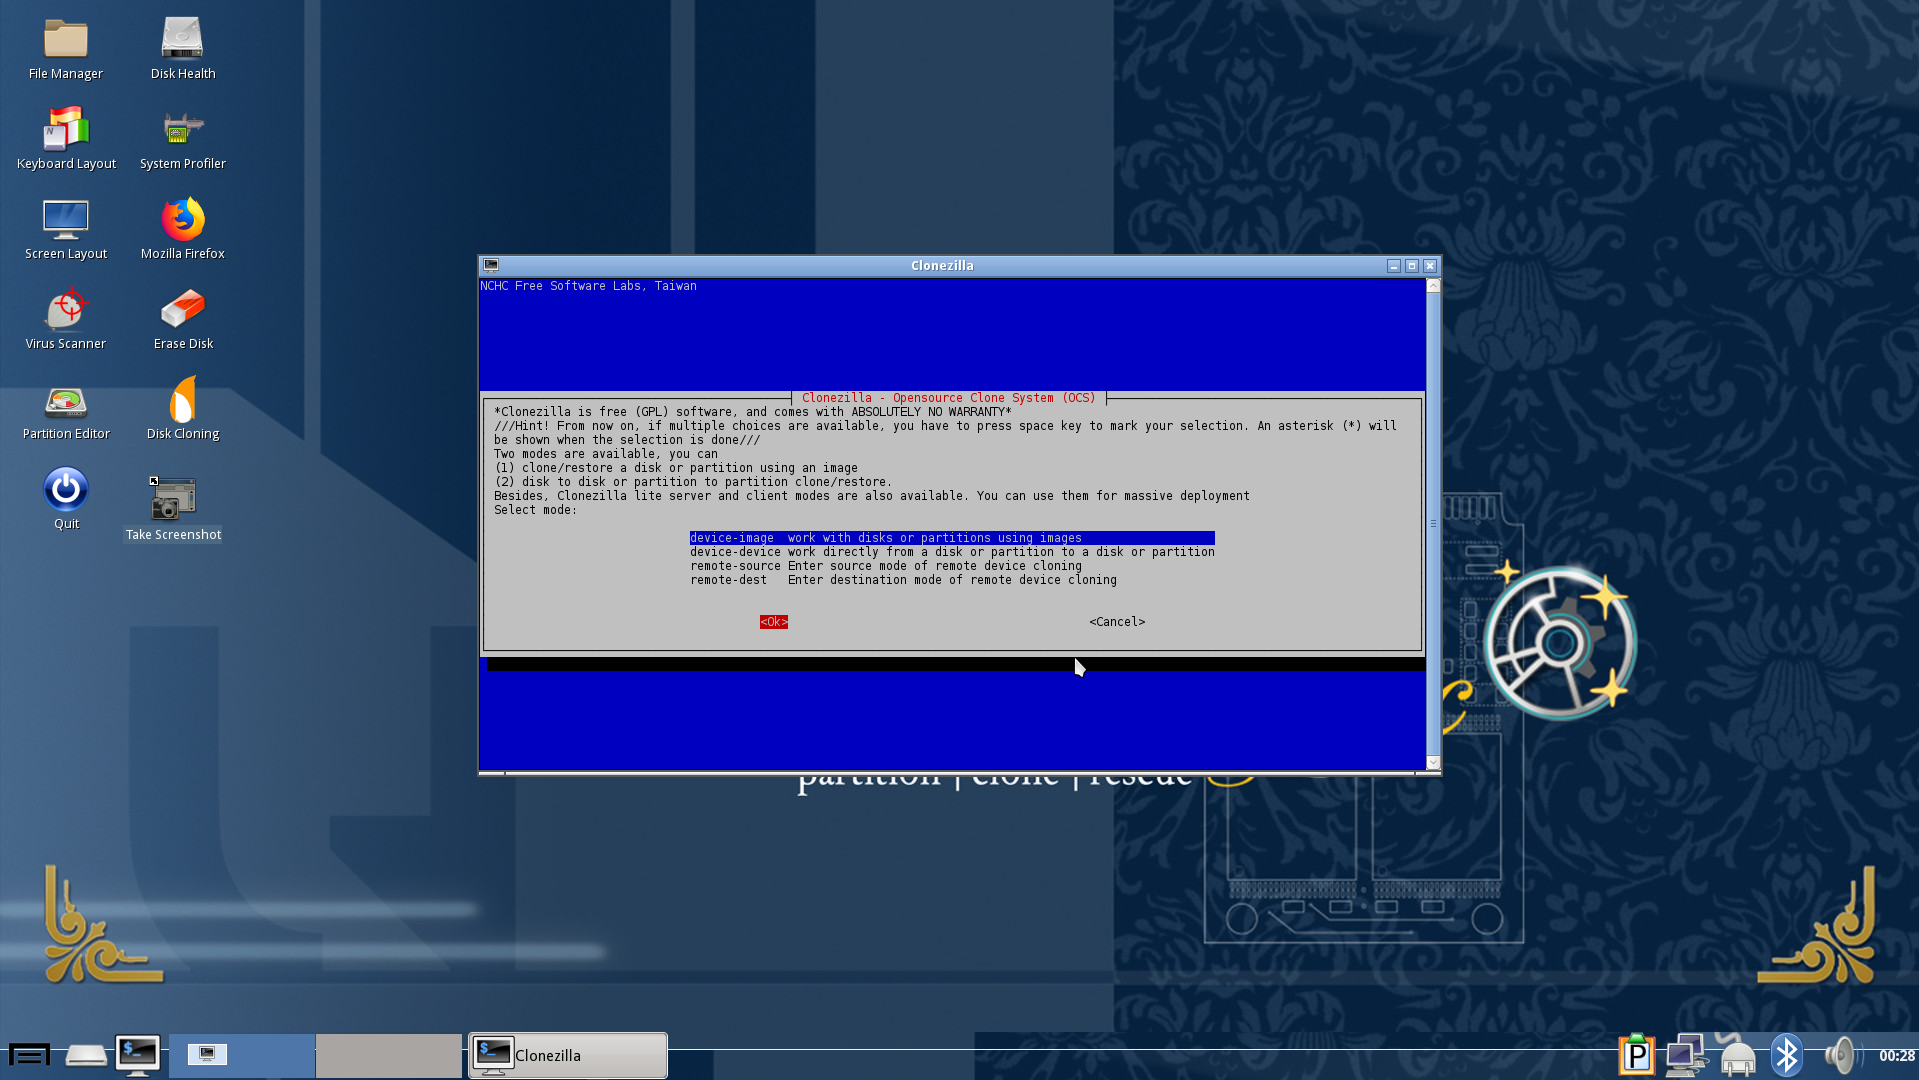 File Manager
Disk Health
Keyboard Layout
N
System Profiler
Screen Layout
Mozilla Firefox
Virus Scanner
Erase Disk
Partition Editor
Disk Cloning
Quit
Take Screenshot
Clonezilla
NCHC Free Software Labs, Taiwan
Clonezilla - Opensource Clone System (OCS)
*Clonezilla is free (GPL) software, and comes with ABSOLUTELY NO WARRANTY*
///Hint! From now on, if multiple choices are available, you have to press space key to mark your selection. An asterisk (*) will
be shown when the selection is done///
Two modes are available, you can
(1) clone/restore a disk or partition using an image
(2) disk to disk or partition to partition clone/restore.
Besides, Clonezilla lite server and client modes are also available. You can use them for massive deployment
Select mode:
device-image work with disks or partitions using images
device-device work directly from a disk or partition to a disk or partition
remote-source Enter source mode of remote device cloning
remote-dest Enter destination mode of remote device cloning
<Ok> <Cancel>
partition | clone | rescue
$_
$_ Clonezilla
P
00:28